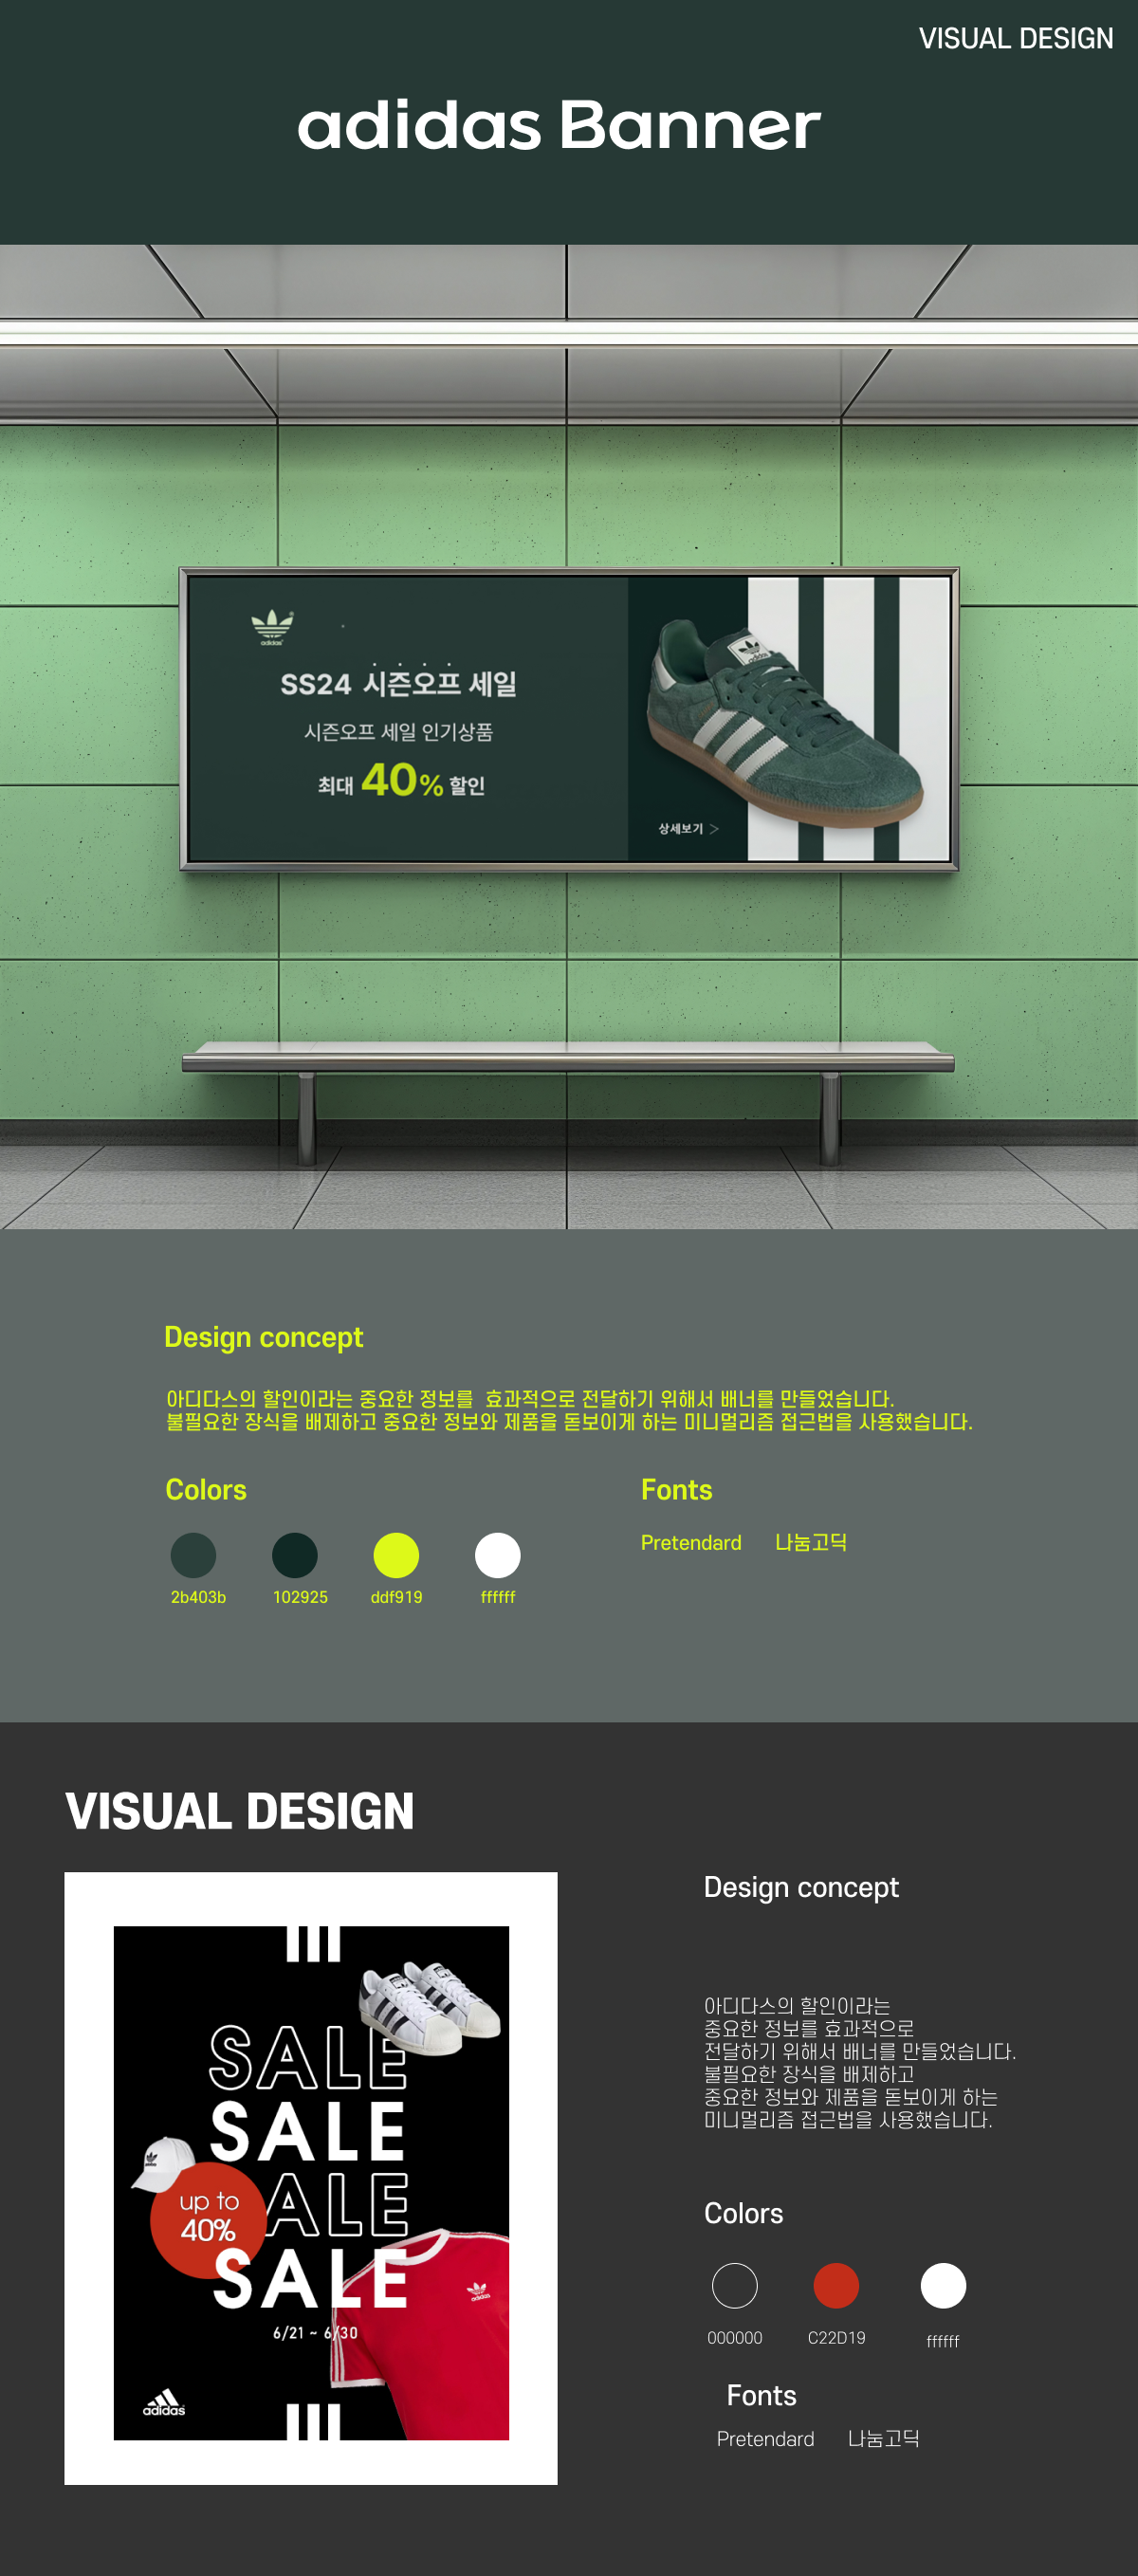 VISUAL DESIGN
adidas Banner
adidas
SS24 시즌오프 세일
시즌오프 세일 인기상품
최대 40% 할인
adidas
상세보기 >
Design concept
아디다스의 할인이라는 중요한 정보를 효과적으로 전달하기 위해서 배너를 만들었습니다.
불필요한 장식을 배제하고 중요한 정보와 제품을 돋보이게 하는 미니멀리즘 접근법을 사용했습니다.
Colors
2b403b 102925 ddf919 ffffff
Fonts
Pretendard 나눔고딕
VISUAL DESIGN
SALE
SALE
ALE
SALE
up to
40%
6/21 ~ 6/30
adidas
adidas
Design concept
아디다스의 할인이라는
중요한 정보를 효과적으로
전달하기 위해서 배너를 만들었습니다.
불필요한 장식을 배제하고
중요한 정보와 제품을 돋보이게 하는
미니멀리즘 접근법을 사용했습니다.
Colors
000000 C22D19 ffffff
Fonts
Pretendard 나눔고딕